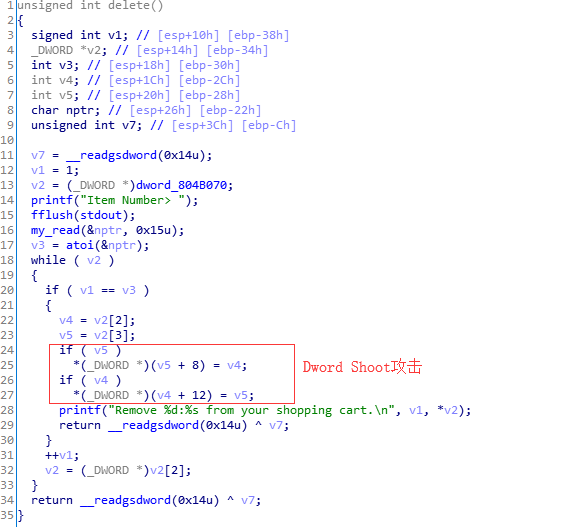 1 unsigned int delete()
2 {
3 signed int v1; // [esp+10h] [ebp-38h]
4 _DWORD *v2; // [esp+14h] [ebp-34h]
5 int v3; // [esp+18h] [ebp-30h]
6 int v4; // [esp+1Ch] [ebp-2Ch]
7 int v5; // [esp+20h] [ebp-28h]
8 char nptr; // [esp+26h] [ebp-22h]
9 unsigned int v7; // [esp+3Ch] [ebp-Ch]
10
11 v7 = __readgsdword(0x14u);
12 v1 = 1;
13 v2 = (_DWORD *)dword_804B070;
14 printf("Item Number> ");
15 fflush(stdout);
16 my_read(&nptr, 0x15u);
17 v3 = atoi(&nptr);
18 while ( v2 )
19 {
20 if ( v1 == v3 )
21 {
22 v4 = v2[2];
23 v5 = v2[3];
24 if ( v5 )
25 *(_DWORD *)(v5 + 8) = v4;
26 if ( v4 )
27 *(_DWORD *)(v4 + 12) = v5;
Dword Shoot攻击
28 printf("Remove %d:%s from your shopping cart.\n", v1, *v2);
29 return __readgsdword(0x14u) ^ v7;
30 }
31 ++v1;
32 v2 = (_DWORD *)v2[2];
33 }
34 return __readgsdword(0x14u) ^ v7;
35 }